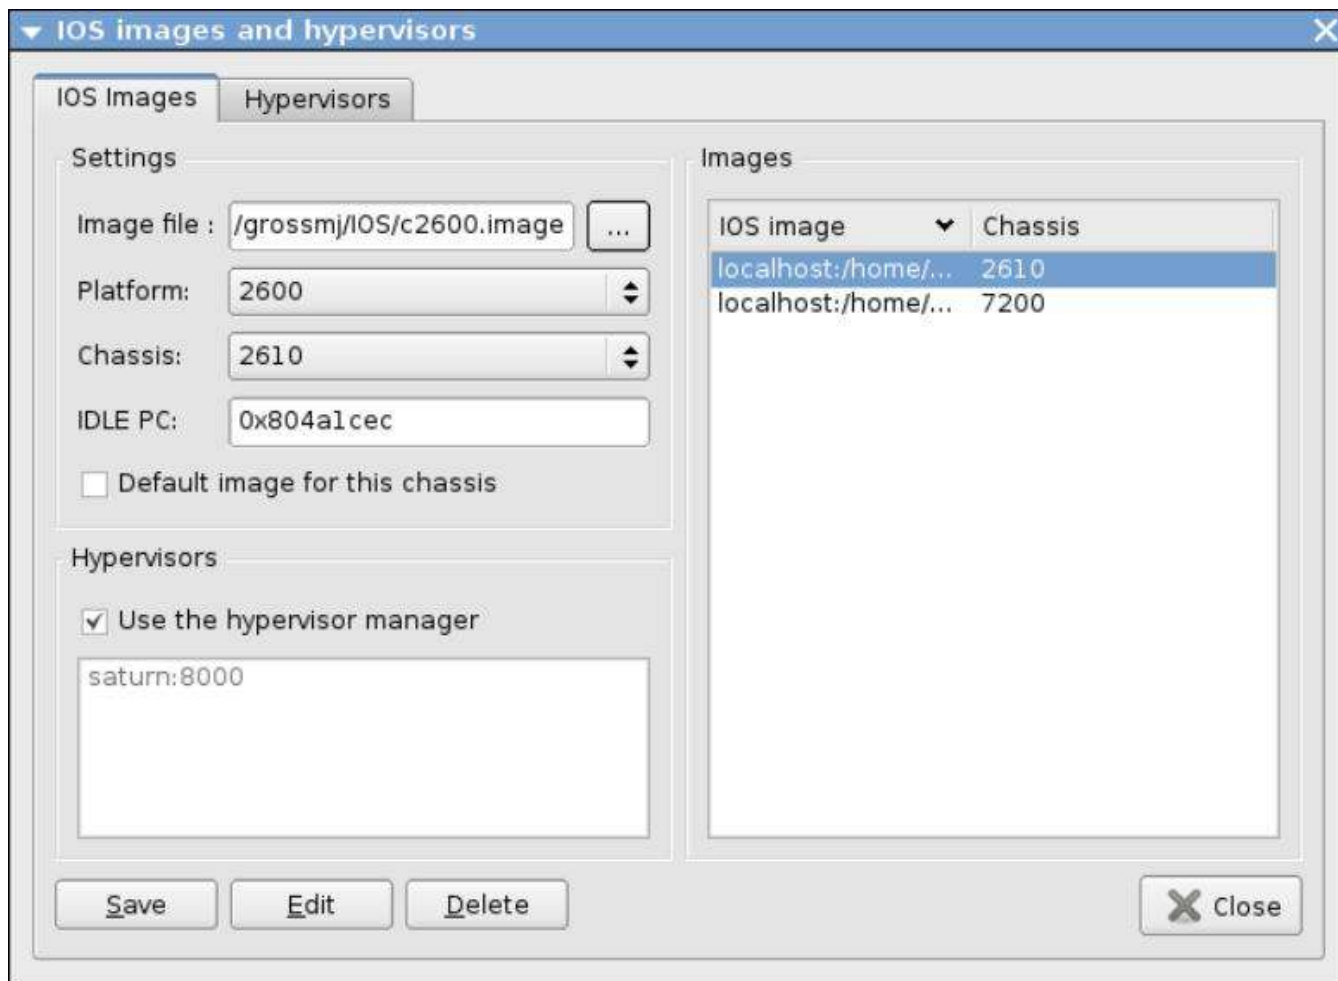 IOS images and hypervisors
IOS Images
Hypervisors
Settings
Image file : /grossmj/IOS/c2600.image ...
Platform: 2600
Chassis: 2610
IDLE PC: 0x804a1cec
Default image for this chassis
Hypervisors
Use the hypervisor manager
saturn:8000
Save Edit Delete
Images
IOS image Chassis
localhost:/home/... 2610
localhost:/home/... 7200
Close